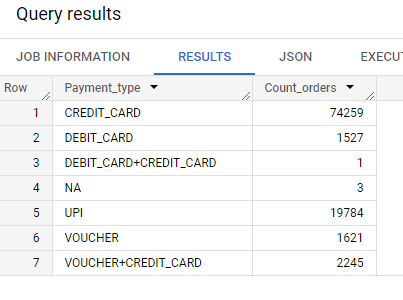 Query results
JOB INFORMATION RESULTS JSON EXECUT
Row Payment_type Count_orders
1 CREDIT_CARD 74259
2 DEBIT_CARD 1527
3 DEBIT_CARD+CREDIT_CARD 1
4 NA 3
5 UPI 19784
6 VOUCHER 1621
7 VOUCHER+CREDIT_CARD 2245